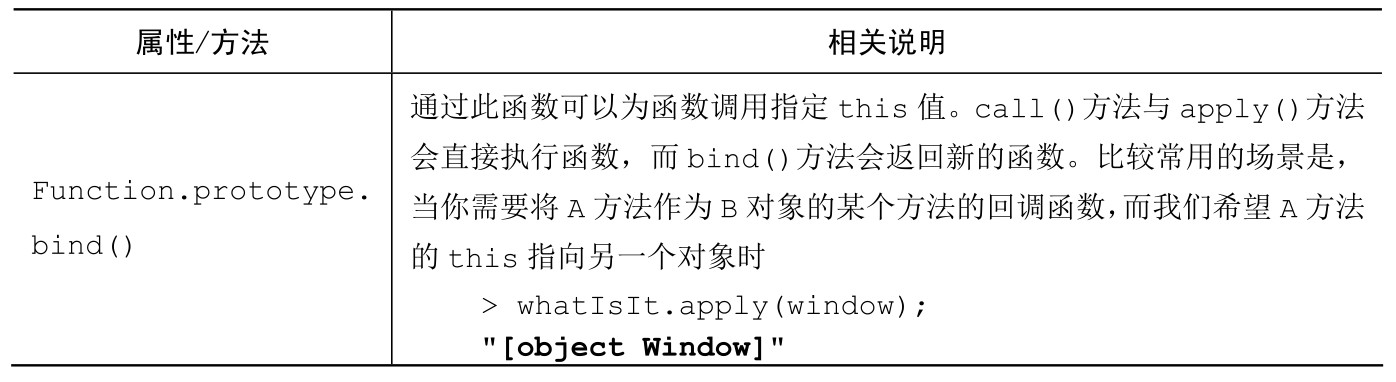 属性/方法 相关说明
Function.prototype.
bind()
通过此函数可以为函数调用指定 this 值。call()方法与 apply()方法
会直接执行函数，而 bind()方法会返回新的函数。比较常用的场景是，
当你需要将 A 方法作为 B 对象的某个方法的回调函数,而我们希望 A 方法
的 this 指向另一个对象时
> whatIsIt.apply(window);
"[object Window]"